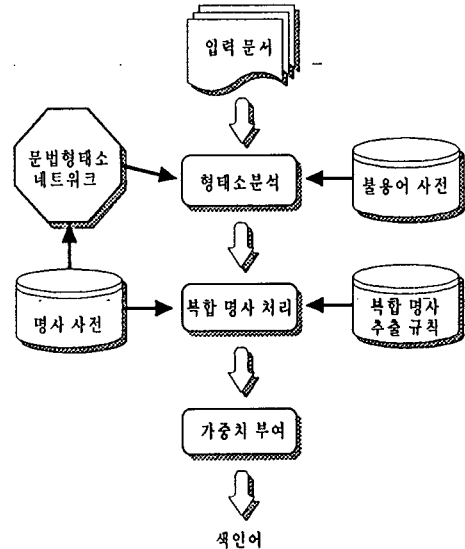 입력 문서
문법형태소
네트워크
형태소분석
불용어 사전
명사 사전
복합 명사 처리
복합 명사
추출 규칙
가중치 부여
색인어